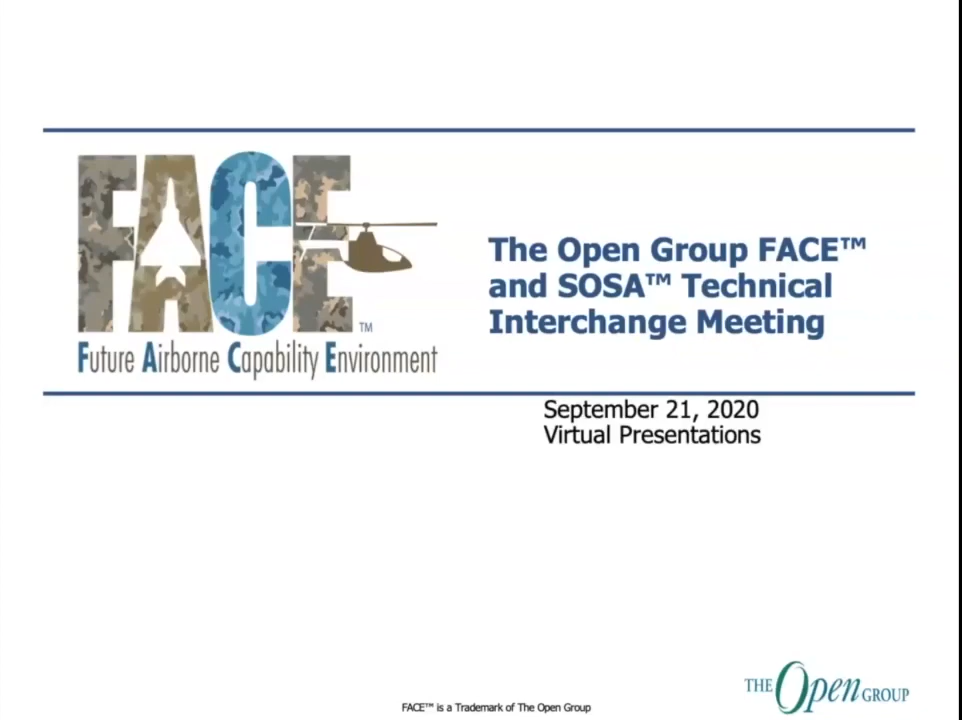 FACE
TM
Future Airborne Capability Environment
The Open Group FACE™
and SOSA™ Technical
Interchange Meeting
September 21, 2020
Virtual Presentations
FACE™ is a Trademark of The Open Group
THE Open GROUP